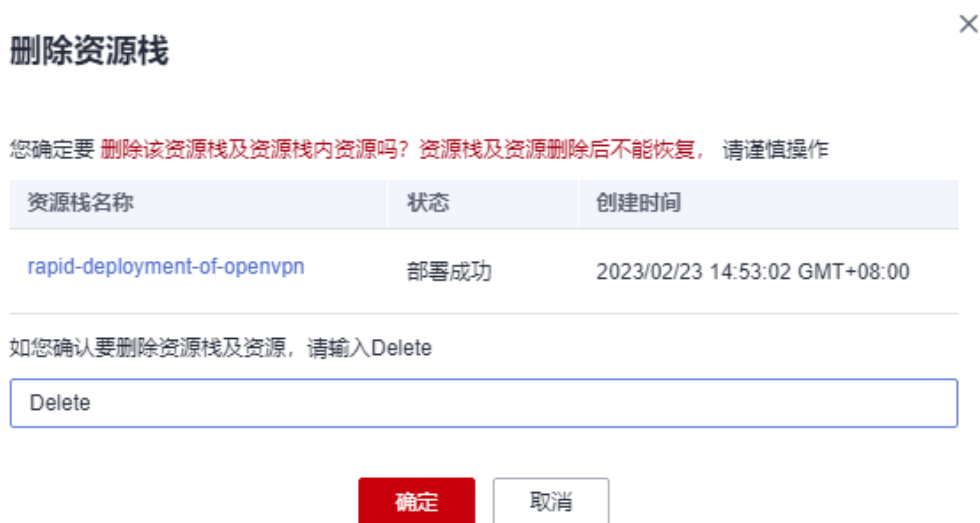 删除资源栈
您确定要 删除该资源栈及资源栈内资源吗？资源栈及资源删除后不能恢复， 请谨慎操作
资源栈名称 状态 创建时间
rapid-deployment-of-openvpn 部署成功 2023/02/23 14:53:02 GMT+08:00
如您确认要删除资源栈及资源，请输入Delete
Delete
确定 取消